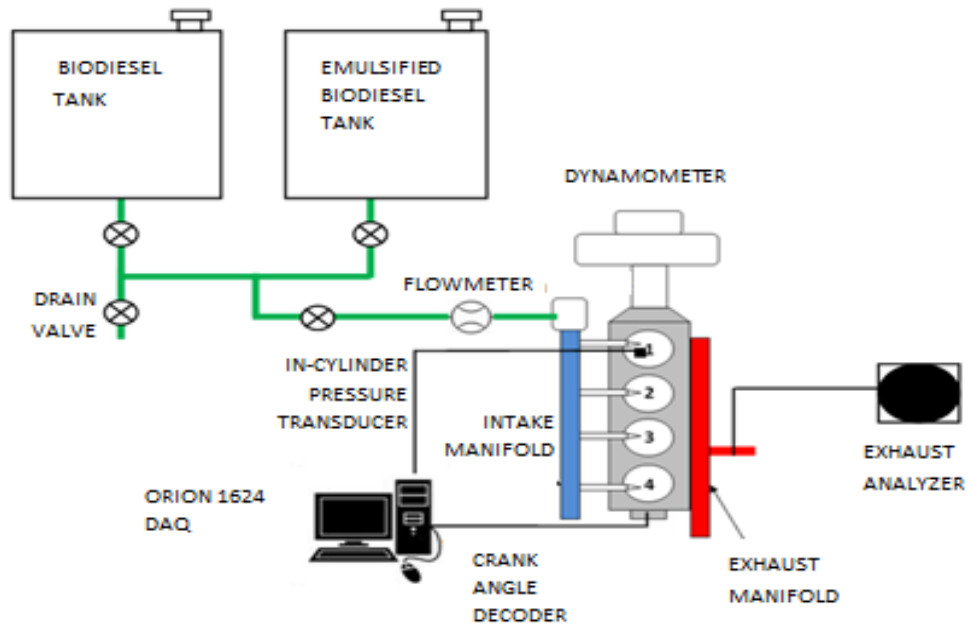 BIODIESEL
TANK
EMULSIFIED
BIODIESEL
TANK
DYNAMOMETER
FLOWMETER
DRAIN
VALVE
IN-CYLINDER
PRESSURE
TRANSDUCER
INTAKE
MANIFOLD
1
2
3
4
EXHAUST
ANALYZER
ORION 1624
DAQ
CRANK
ANGLE
DECODER
EXHAUST
MANIFOLD